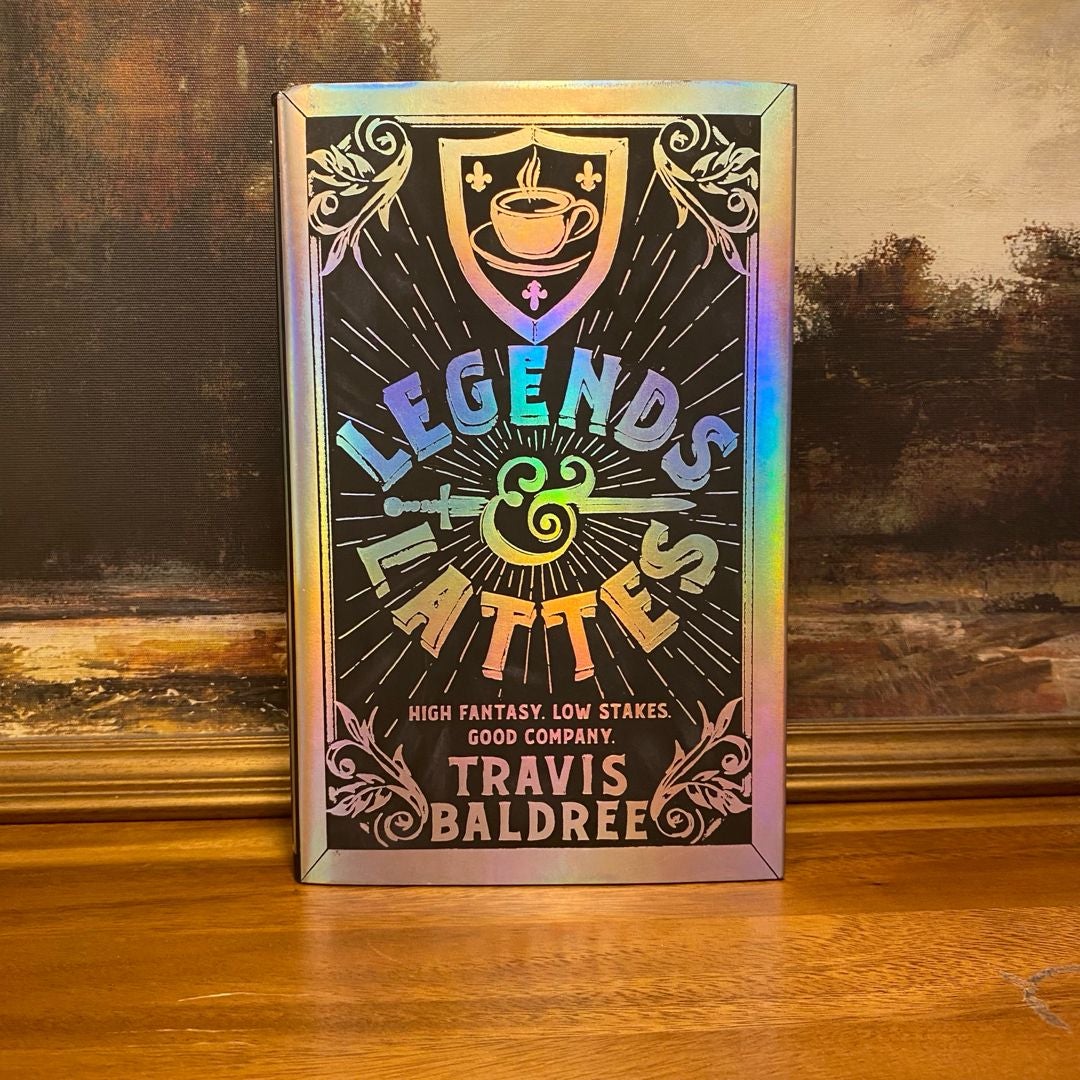 LEGENDS
&
LATTES
HIGH FANTASY. LOW STAKES.
GOOD COMPANY.
TRAVIS
BALDREE